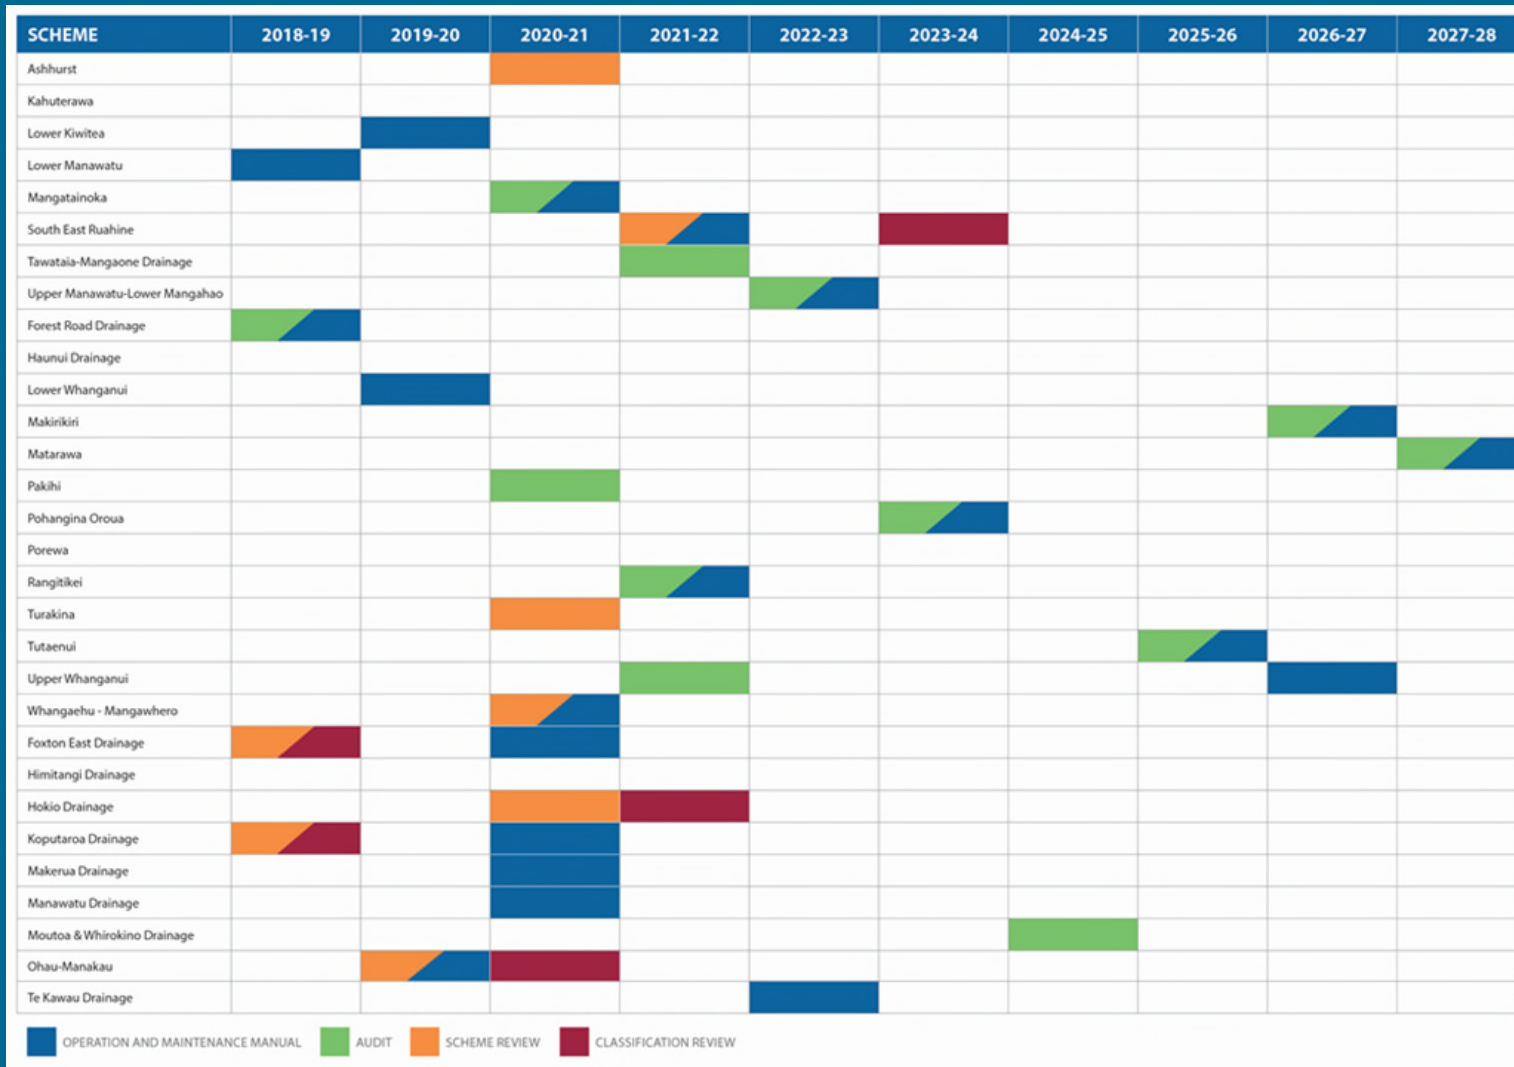 SCHEME 2018-19 2019-20 2020-21 2021-22 2022-23 2023-24 2024-25 2025-26 2026-27 2027-28
Ashhurst
Kahuterawa
Lower Kiwitea
Lower Manawatu
Mangatainoka
South East Ruahine
Tawataia-Mangaone Drainage
Upper Manawatu-Lower Mangahao
Forest Road Drainage
Haunui Drainage
Lower Whanganui
Makirikiri
Matarawa
Pakihi
Pohangina Oroua
Porewa
Rangitikei
Turakina
Tutaenui
Upper Whanganui
Whangaehu - Mangawhero
Foxton East Drainage
Himitangi Drainage
Hokio Drainage
Koputaroa Drainage
Makerua Drainage
Manawatu Drainage
Moutoa & Whirokino Drainage
Ohau-Manakau
Te Kawau Drainage
OPERATION AND MAINTENANCE MANUAL AUDIT SCHEME REVIEW CLASSIFICATION REVIEW